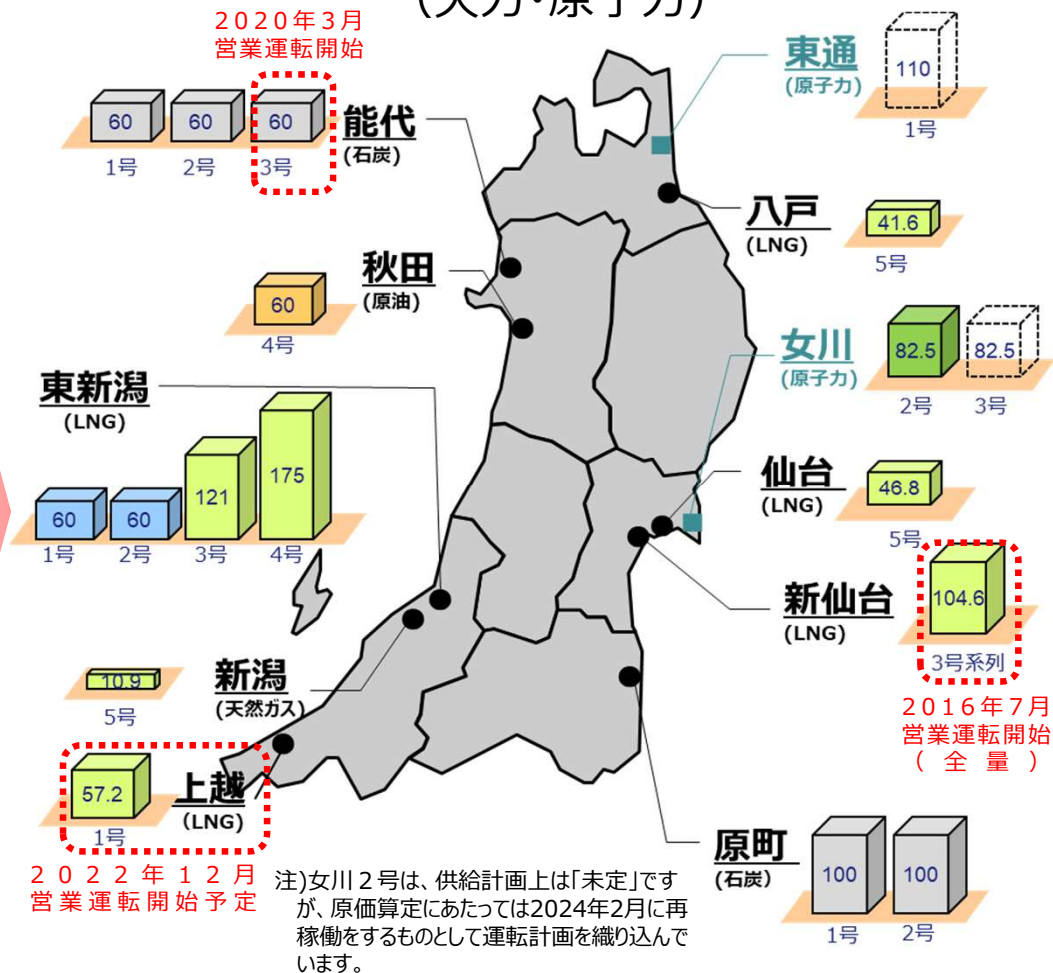 (火力・原子力)
2020年3月
営業運転開始
60
60
60
1号
2号
3号
能代
(石炭)
東通
(原子力)
110
1号
八戸
(LNG)
41.6
5号
秋田
(原油)
60
4号
女川
(原子力)
82.5
82.5
2号
3号
東新潟
(LNG)
60
60
121
175
1号
2号
3号
4号
仙台
(LNG)
46.8
5号
新仙台
(LNG)
104.6
3号系列
2016年7月
営業運転開始
(全量)
新潟
(天然ガス)
10.9
5号
上越
(LNG)
57.2
1号
2022年12月
営業運転開始予定
原町
(石炭)
100
100
1号
2号
注)女川2号は、供給計画上は「未定」です
が、原価算定にあたっては2024年2月に再
稼働をするものとして運転計画を織り込んで
います。